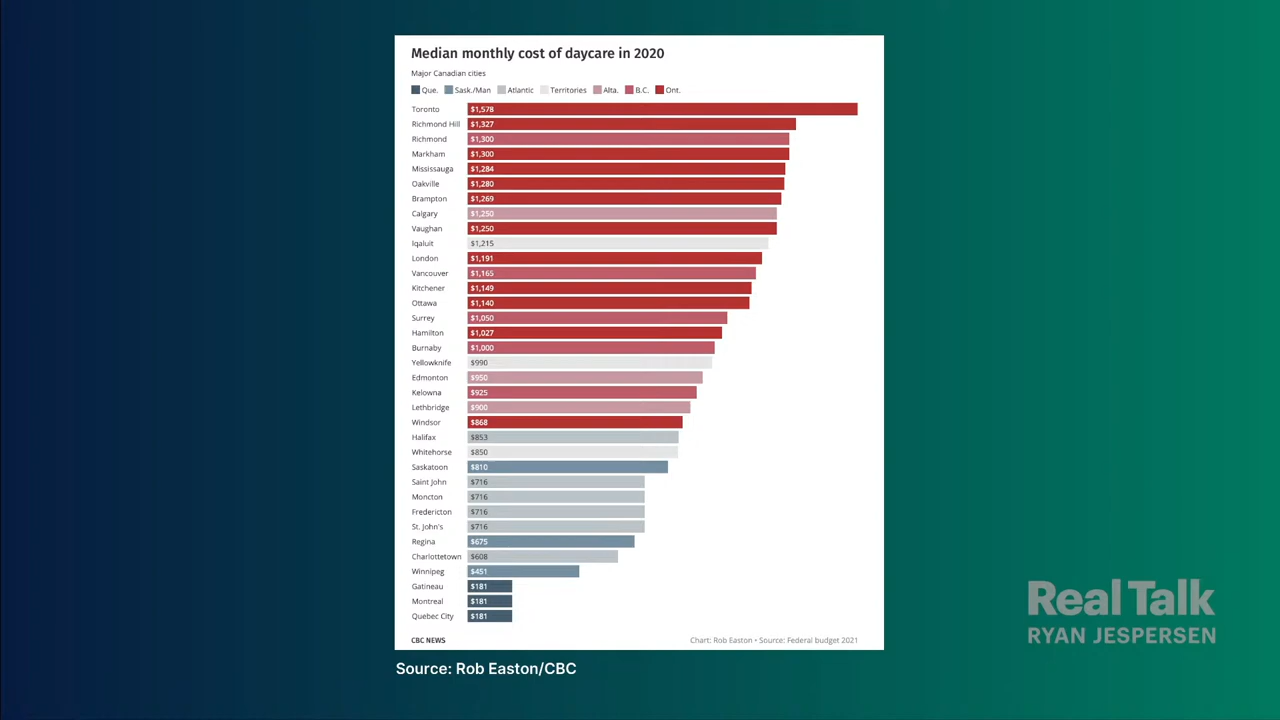 Median monthly cost of daycare in 2020
Major Canadian cities
Que. Sask./Man Atlantic Territories Alta. B.C. Ont.
Toronto $1,578
Richmond Hill $1,327
Richmond $1,300
Markham $1,300
Mississauga $1,284
Oakville $1,280
Brampton $1,269
Calgary $1,250
Vaughan $1,250
Iqaluit $1,215
London $1,191
Vancouver $1,165
Kitchener $1,149
Ottawa $1,140
Surrey $1,050
Hamilton $1,027
Burnaby $1,000
Yellowknife $990
Edmonton $950
Kelowna $925
Lethbridge $900
Windsor $868
Halifax $853
Whitehorse $850
Saskatoon $810
Saint John $716
Moncton $716
Fredericton $716
St. John's $716
Regina $675
Charlottetown $608
Winnipeg $451
Gatineau $181
Montreal $181
Quebec City $181
CBC NEWS Chart: Rob Easton • Source: Federal budget 2021
Source: Rob Easton/CBC
Real Talk
RYAN JESPERSEN